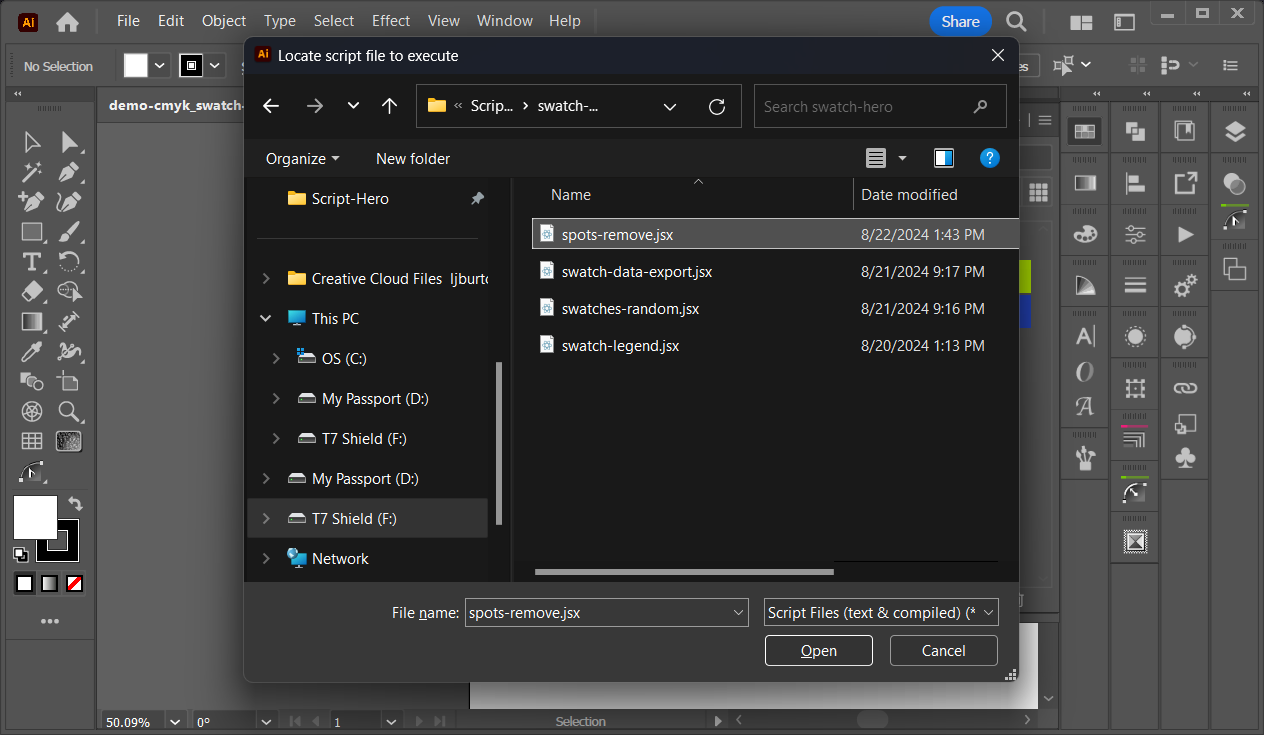 Ai File Edit Object Type Select Effect View Window Help Share
No Selection
demo-cmyk_swatch-
Ai Locate script file to execute
« Scrip... › swatch-...
Search swatch-hero
Organize New folder ?
Script-Hero
Creative Cloud Files ljburto
This PC
OS (C:)
My Passport (D:)
T7 Shield (F:)
My Passport (D:)
T7 Shield (F:)
Network
Name Date modified
spots-remove.jsx 8/22/2024 1:43 PM
swatch-data-export.jsx 8/21/2024 9:17 PM
swatches-random.jsx 8/21/2024 9:16 PM
swatch-legend.jsx 8/20/2024 1:13 PM
File name: spots-remove.jsx Script Files (text & compiled) (*
Open Cancel
50.09% 0° 1 Selection